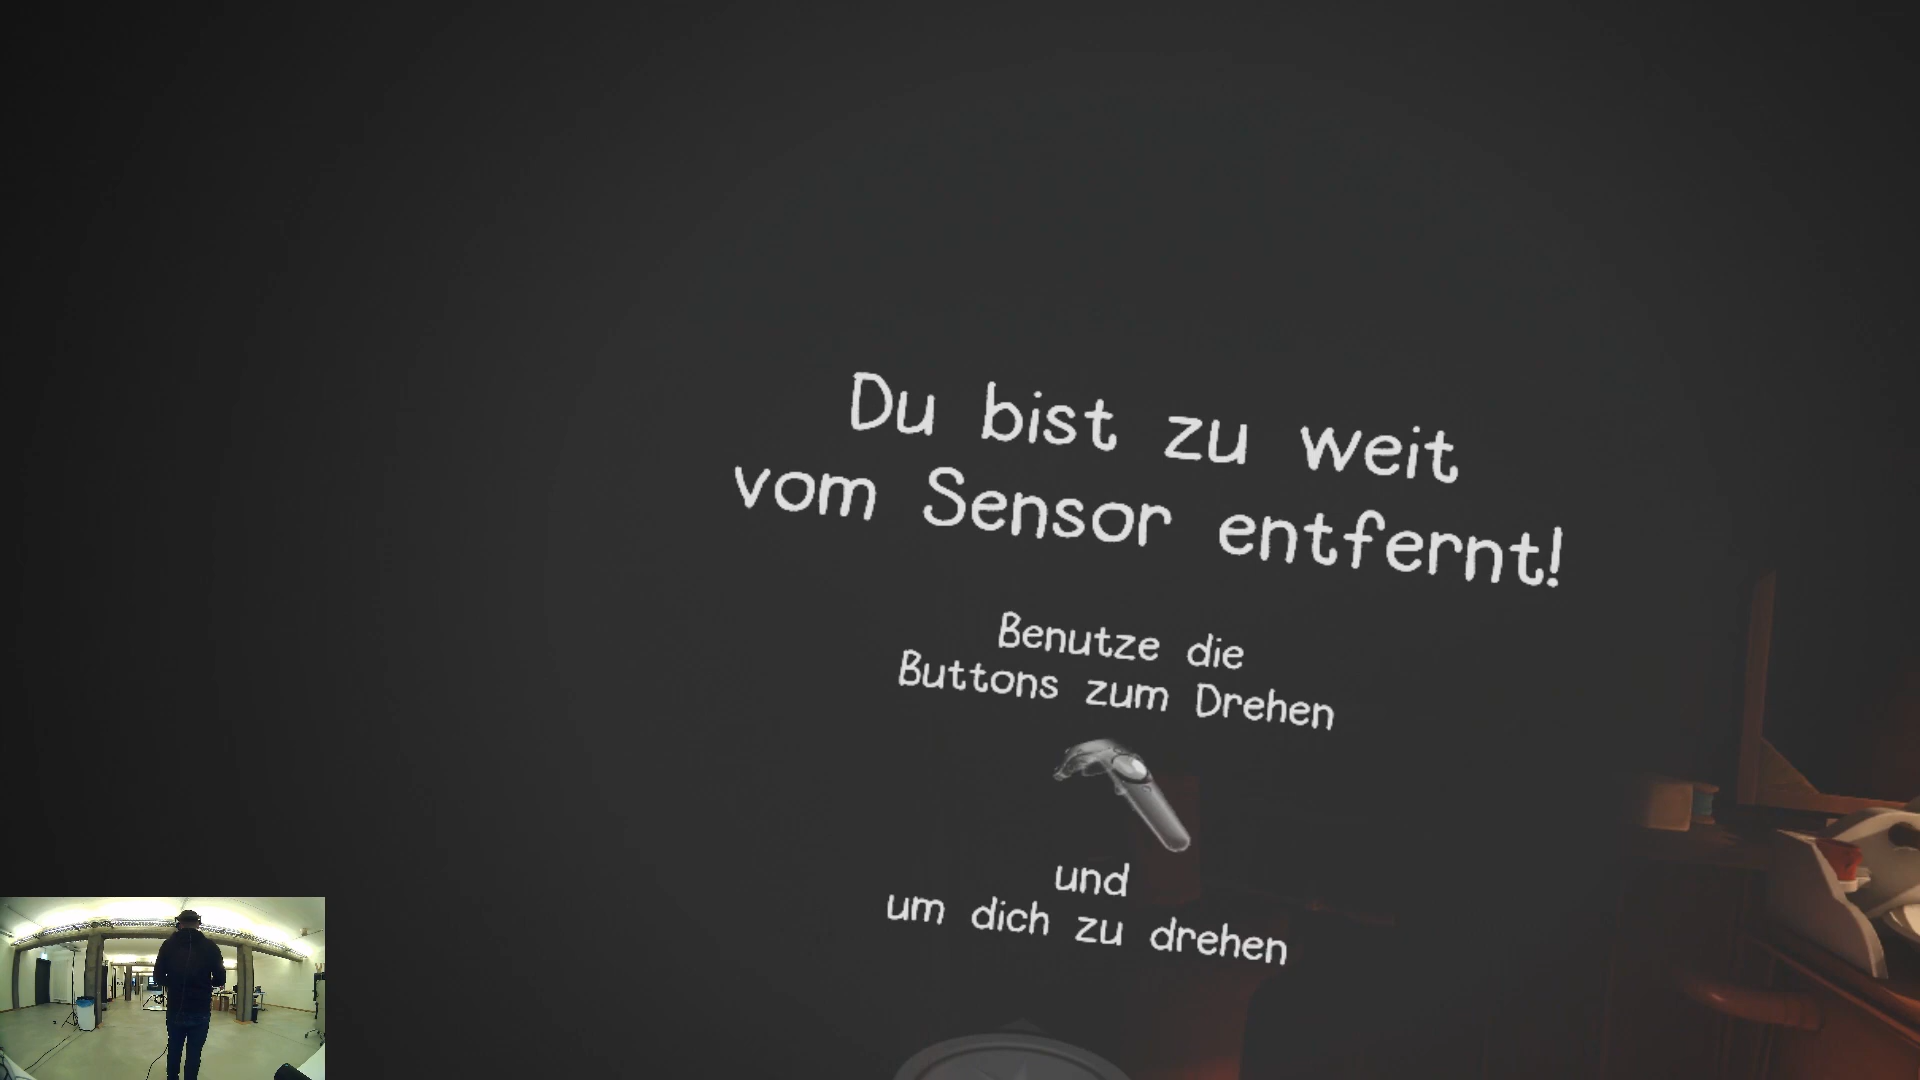 Du bist zu weit
vom Sensor entfernt!
Benutze die
Buttons zum Drehen
und
um dich zu drehen